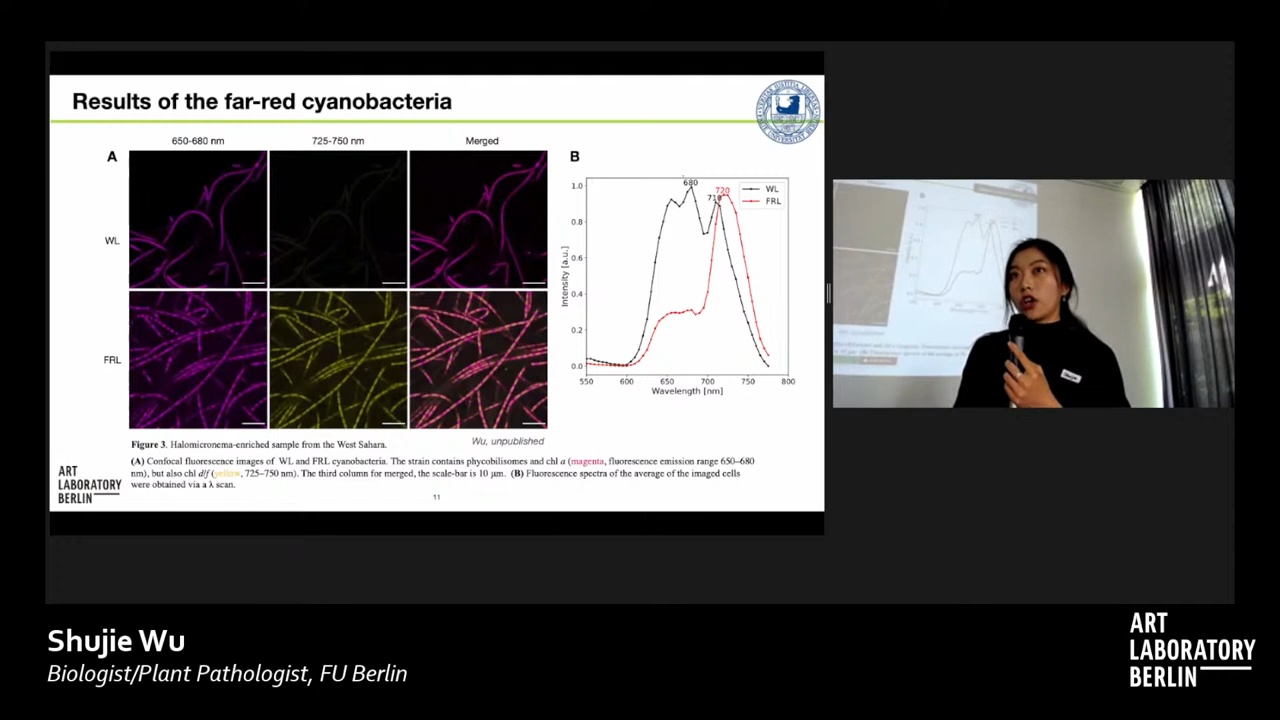 Results of the far-red cyanobacteria
650-680 nm
725-750 nm
Merged
A
WL
FRL
B
680
710
720
WL
FRL
1.0
0.8
0.6
0.4
0.2
0.0
Intensity [a.u.]
550 600 650 700 750 800
Wavelength [nm]
Figure 3. Halomicronema-enriched sample from the West Sahara.
Wu, unpublished
(A) Confocal fluorescence images of WL and FRL cyanobacteria. The strain contains phycobilisomes and chl a (magenta, fluorescence emission range 650–680
nm), but also chl d/f (yellow, 725–750 nm). The third column for merged, the scale-bar is 10 µm. (B) Fluorescence spectra of the average of the imaged cells
were obtained via a λ scan.
ART
LABORATORY
BERLIN
11
Shujie Wu
Biologist/Plant Pathologist, FU Berlin
ART
LABORATORY
BERLIN